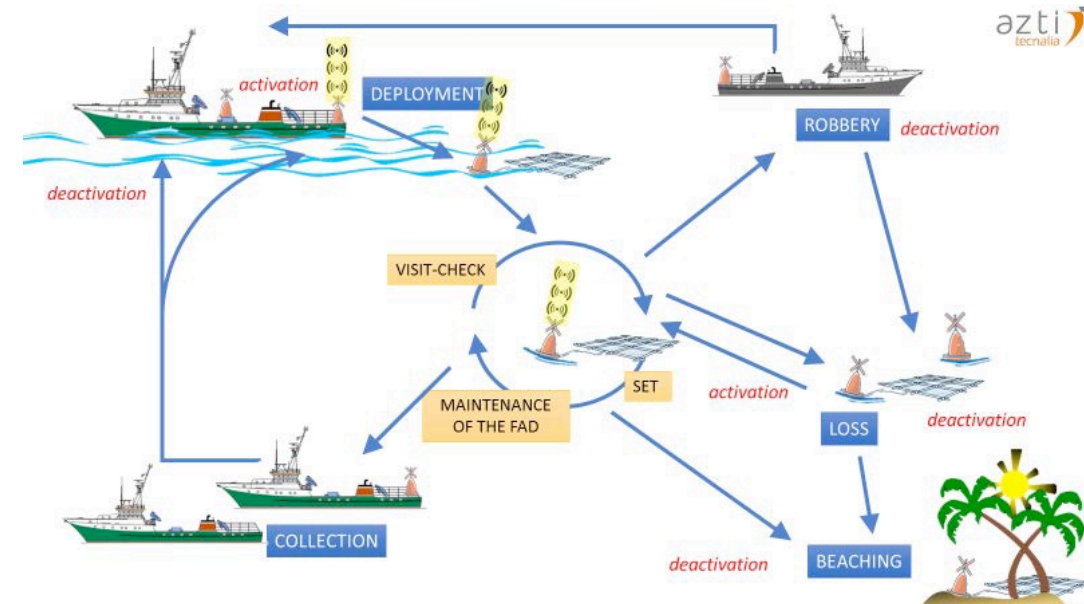 azti
tecnalia
activation
DEPLOYMENT
ROBBERY
deactivation
deactivation
VISIT-CHECK
SET
MAINTENANCE
OF THE FAD
activation
LOSS
deactivation
COLLECTION
deactivation
BEACHING